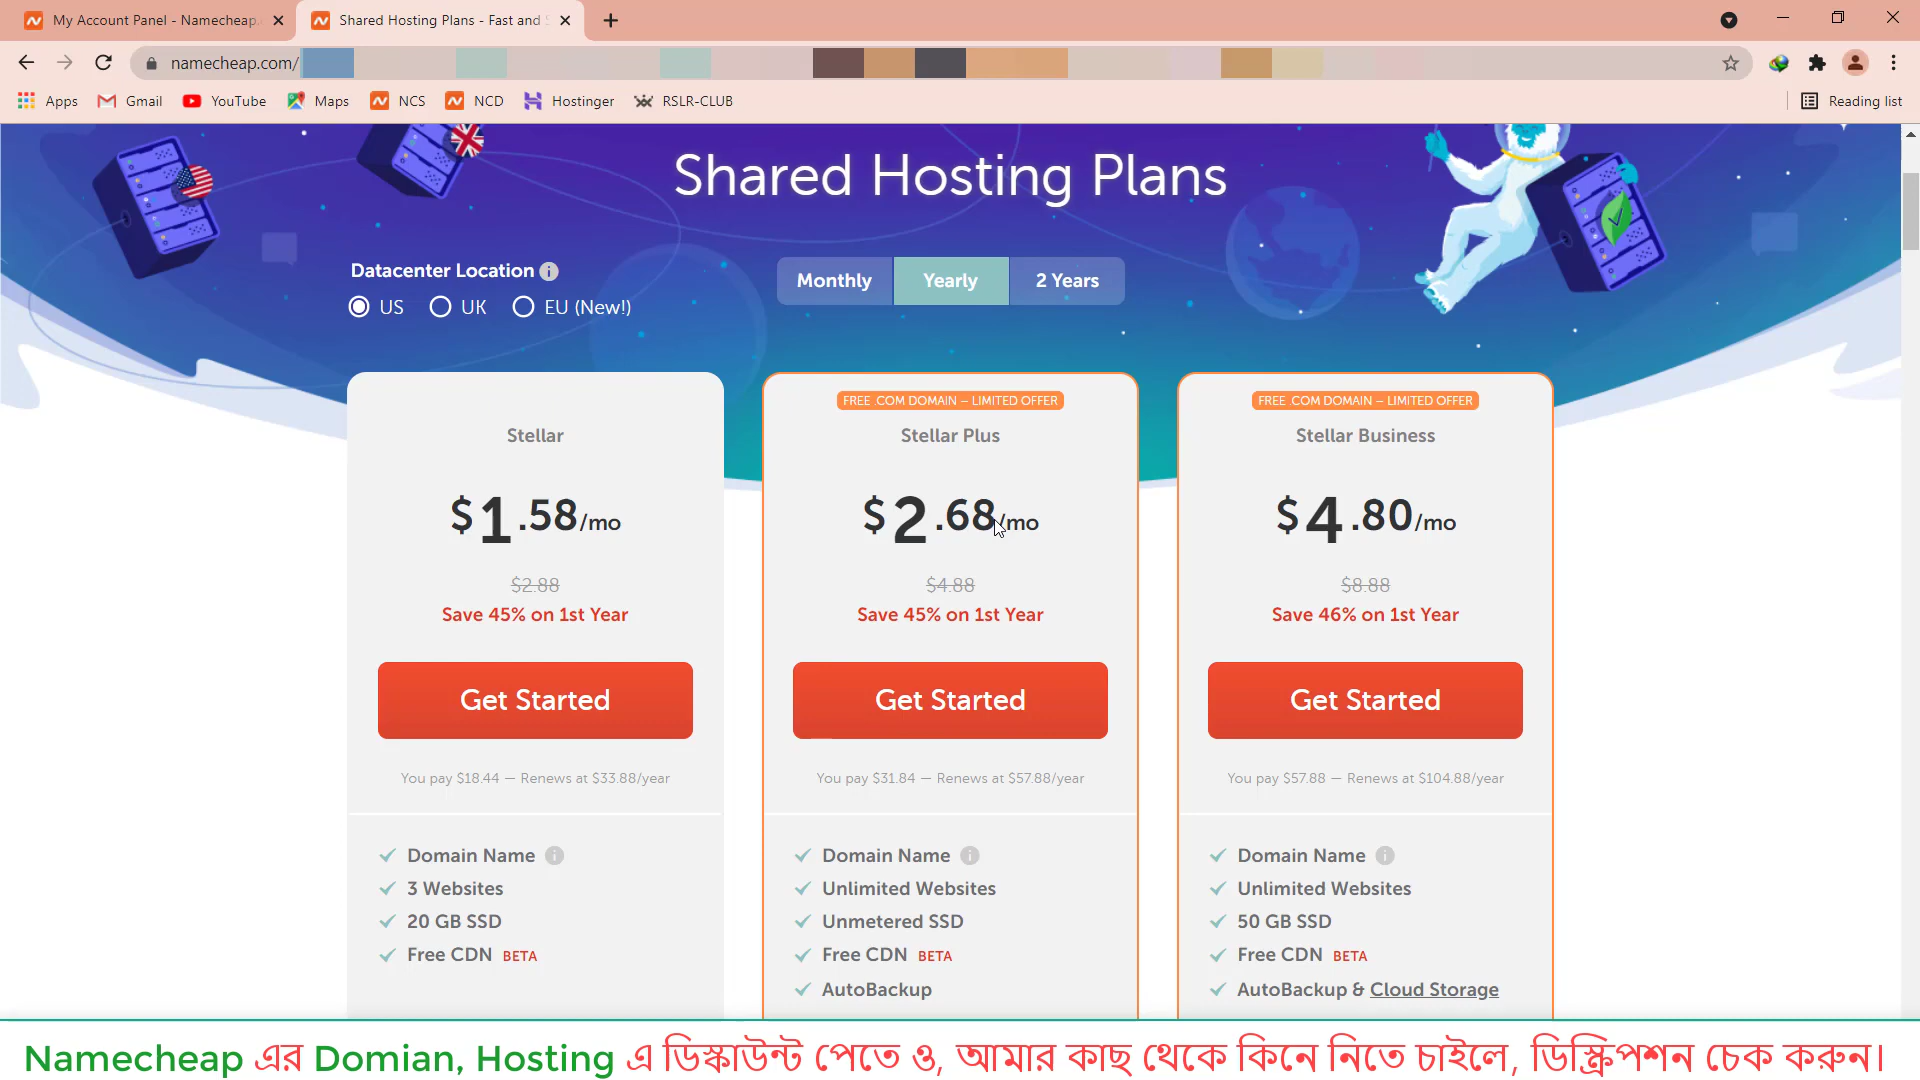 My Account Panel - Namecheap.
Shared Hosting Plans - Fast and
namecheap.com/
Apps
Gmail
YouTube
Maps
NCS
NCD
Hostinger
RSLR-CLUB
Reading list
Shared Hosting Plans
Datacenter Location
US
UK
EU (New!)
Monthly
Yearly
2 Years
Stellar
$1.58/mo
$2.88
Save 45% on 1st Year
Get Started
You pay $18.44 — Renews at $33.88/year
Domain Name
3 Websites
20 GB SSD
Free CDN BETA
FREE .COM DOMAIN – LIMITED OFFER
Stellar Plus
$2.68/mo
$4.88
Save 45% on 1st Year
Get Started
You pay $31.84 — Renews at $57.88/year
Domain Name
Unlimited Websites
Unmetered SSD
Free CDN BETA
AutoBackup
FREE .COM DOMAIN – LIMITED OFFER
Stellar Business
$4.80/mo
$8.88
Save 46% on 1st Year
Get Started
You pay $57.88 — Renews at $104.88/year
Domain Name
Unlimited Websites
50 GB SSD
Free CDN BETA
AutoBackup & Cloud Storage
Namecheap এর Domian, Hosting এ ডিস্কাউন্ট পেতে ও, আমার কাছ থেকে কিনে নিতে চাইলে, ডিস্ক্রিপশন চেক করুন।